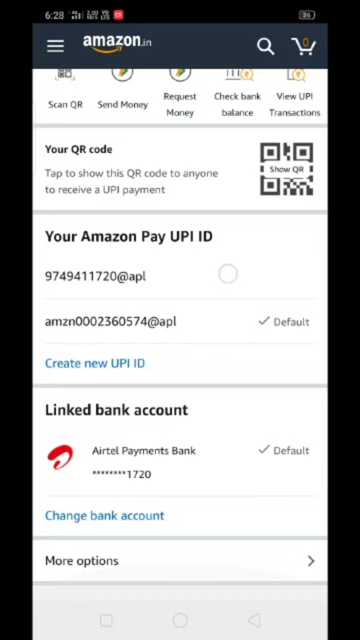 6:28
36
amazon.in
0
Scan QR
Send Money
Request Money
Check bank balance
View UPI Transactions
Your QR code
Tap to show this QR code to anyone
to receive a UPI payment
Show QR
Your Amazon Pay UPI ID
9749411720@apl
amzn0002360574@apl
Default
Create new UPI ID
Linked bank account
Airtel Payments Bank
Default
********1720
Change bank account
More options